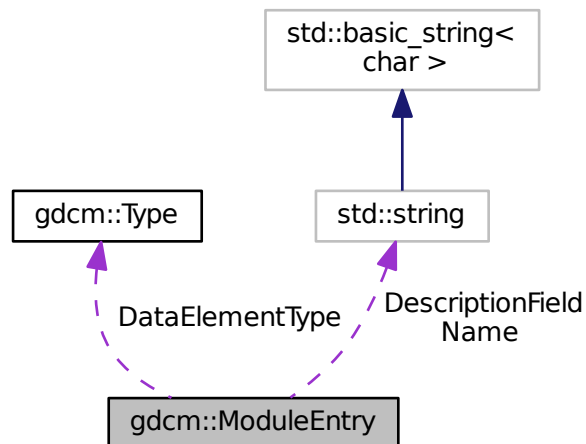 std::basic_string<
char >
gdcm::Type
std::string
DataElementType
DescriptionField
Name
gdcm::ModuleEntry